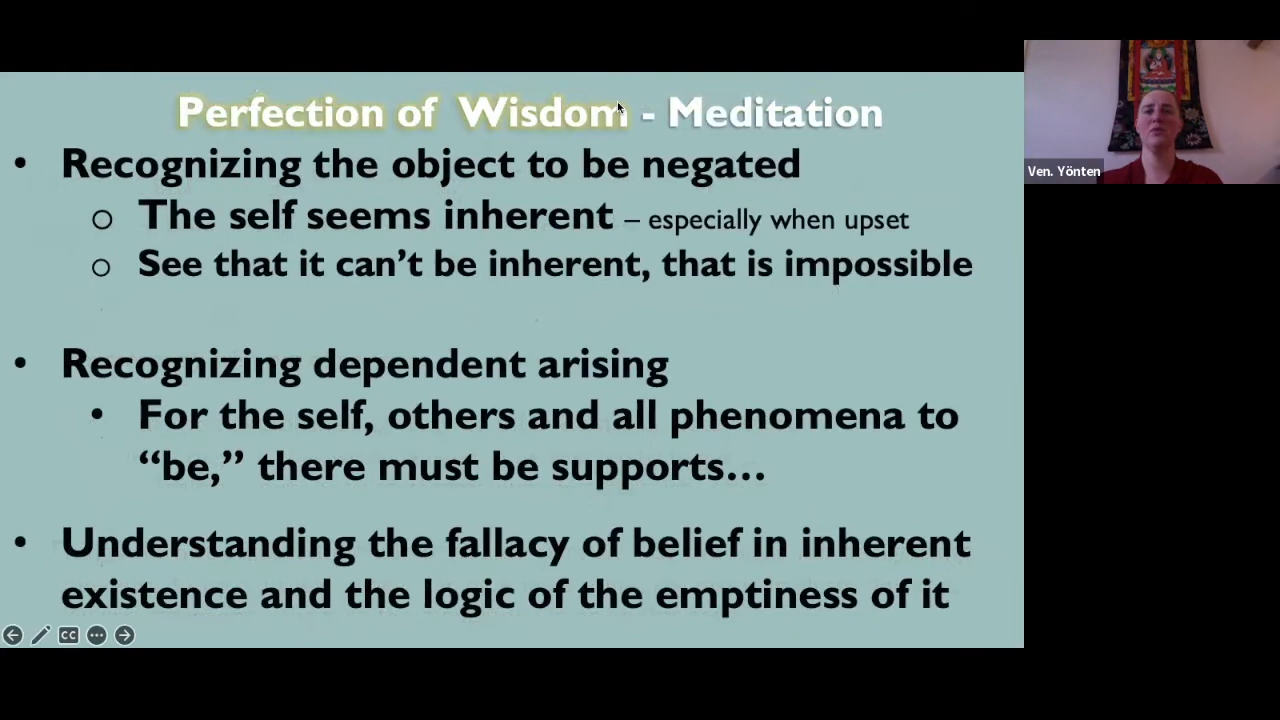 Perfection of Wisdom - Meditation
• Recognizing the object to be negated
o The self seems inherent – especially when upset
o See that it can’t be inherent, that is impossible
• Recognizing dependent arising
• For the self, others and all phenomena to
“be,” there must be supports…
• Understanding the fallacy of belief in inherent
existence and the logic of the emptiness of it
CC
Ven. Yönten